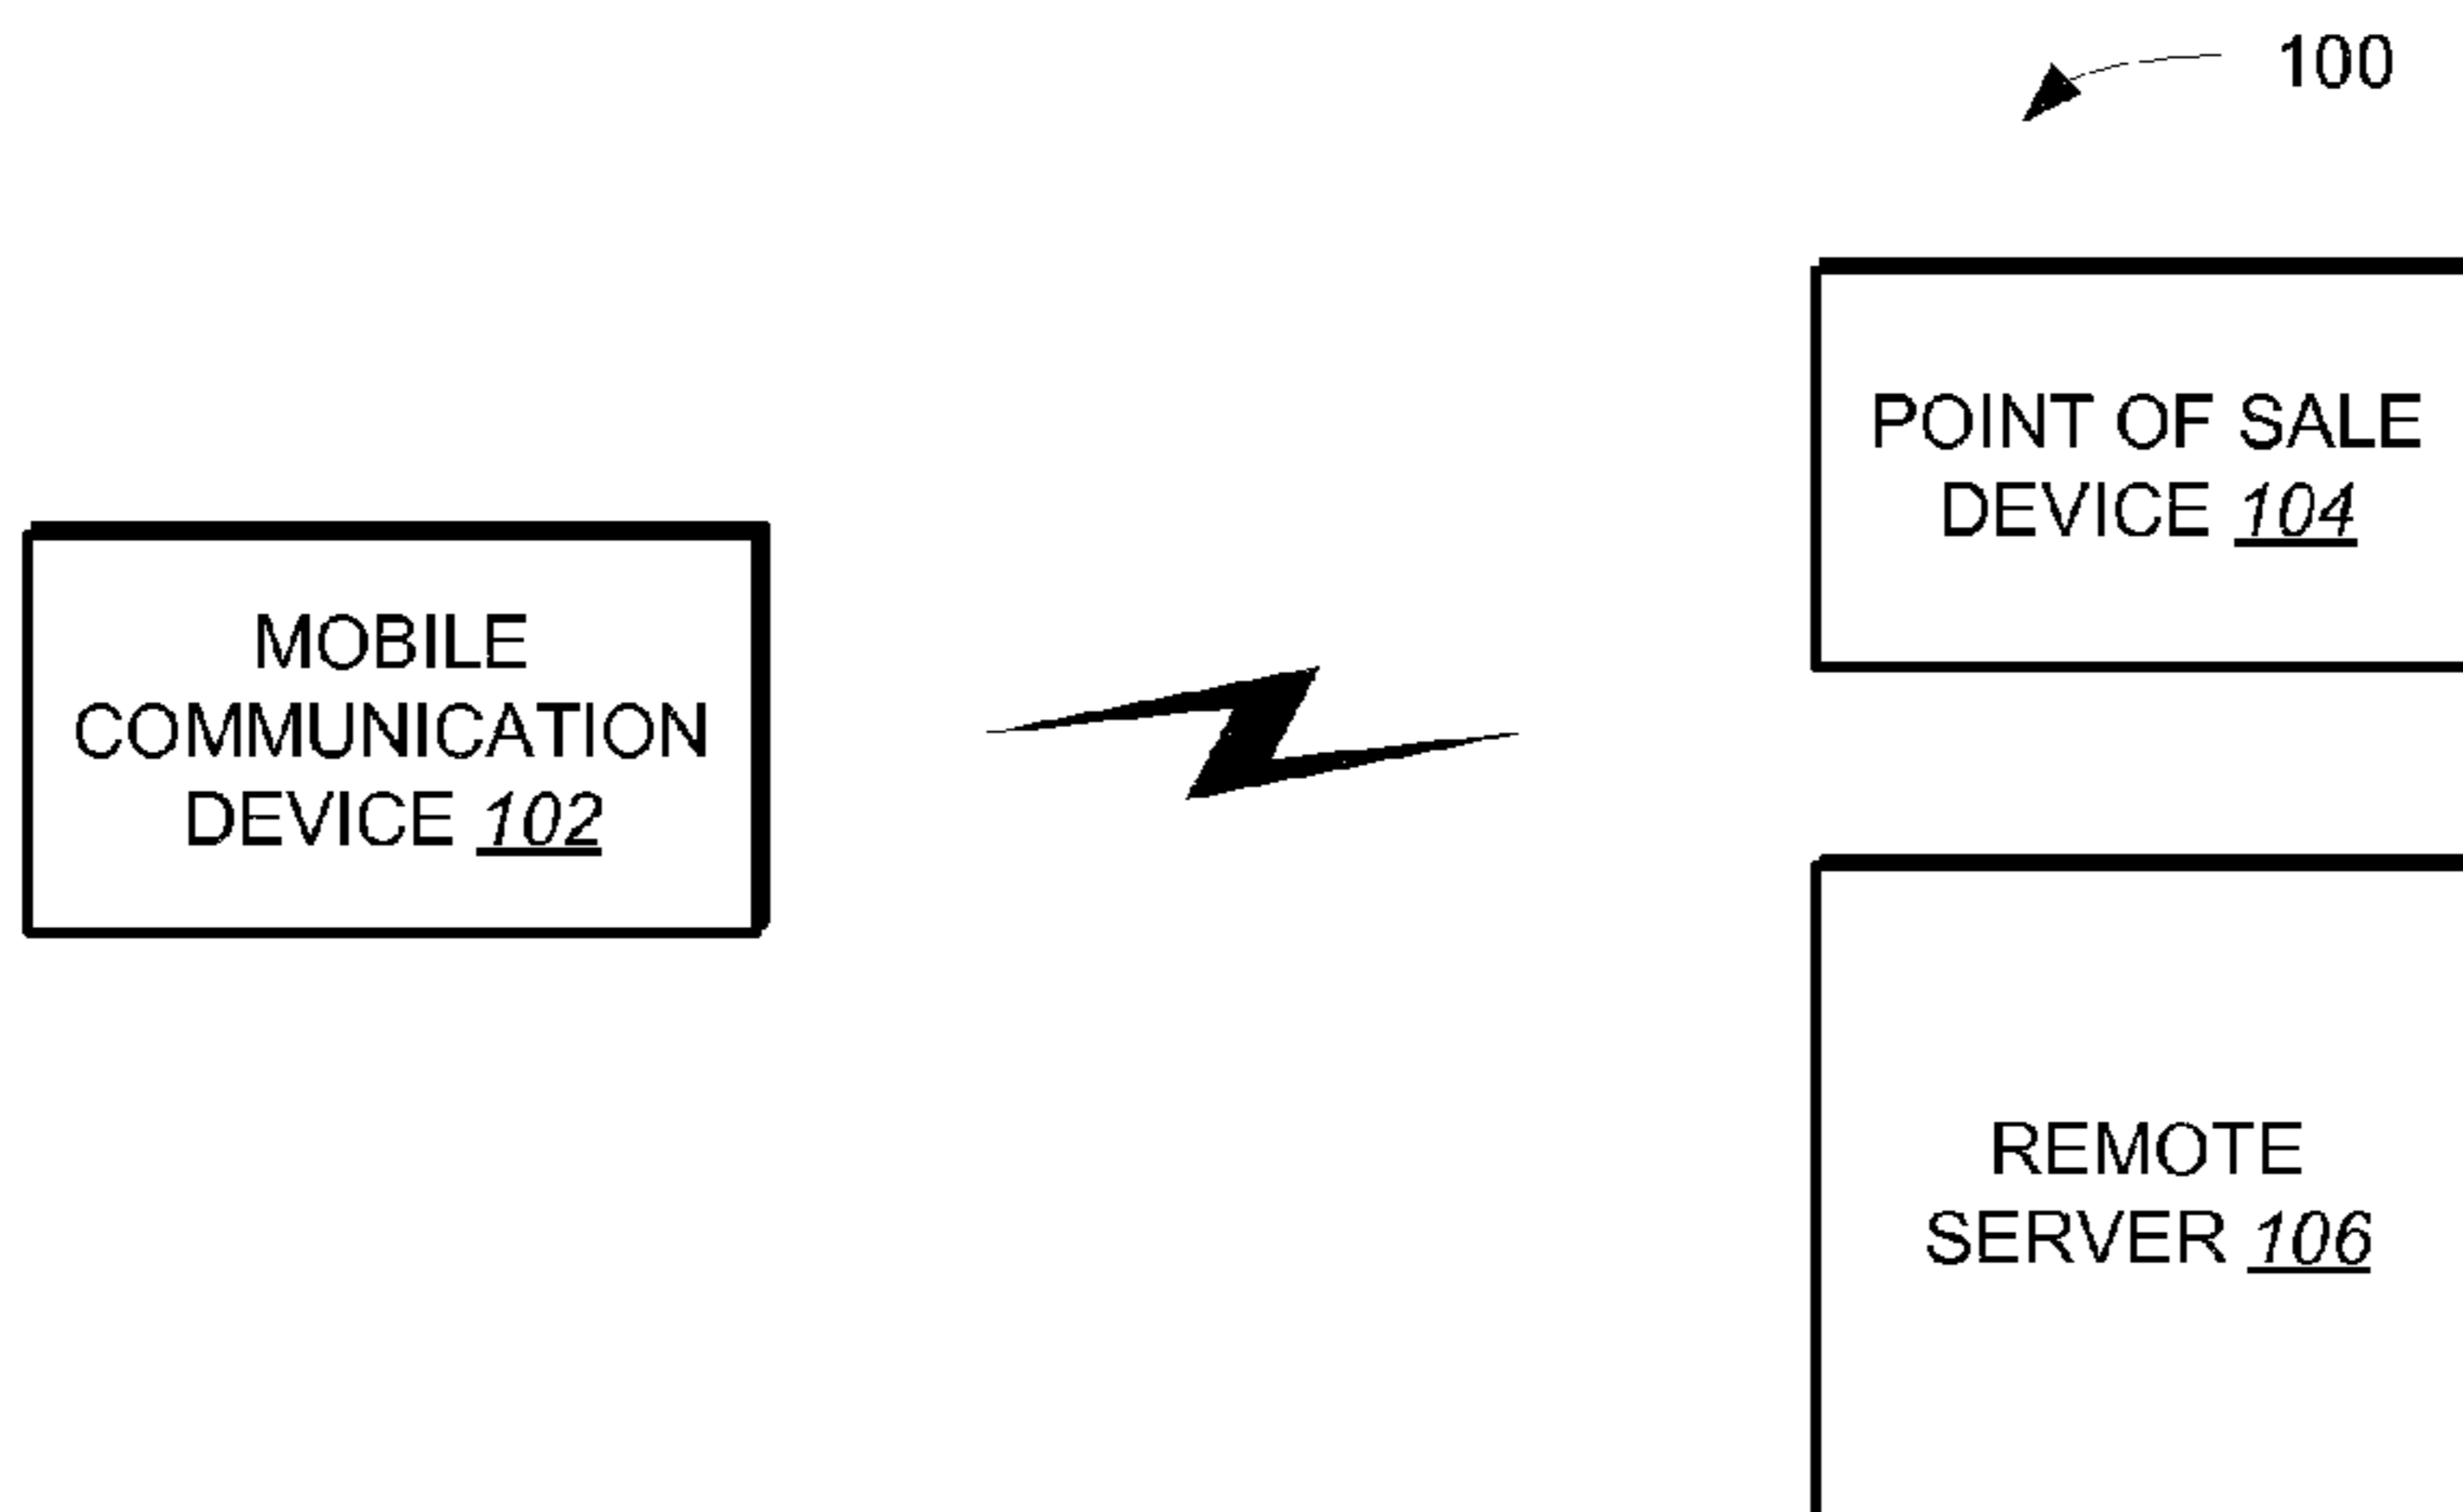 100
POINT OF SALE
DEVICE 104
MOBILE
COMMUNICATION
DEVICE 102
REMOTE
SERVER 106